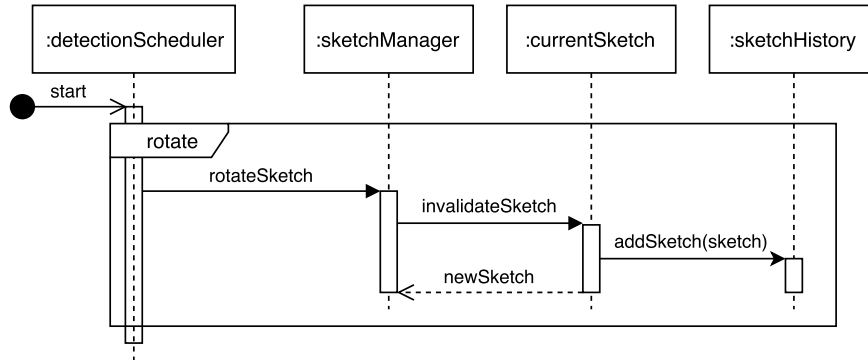 :detectionScheduler
:sketchManager
:currentSketch
:sketchHistory
start
rotate
rotateSketch
invalidateSketch
addSketch(sketch)
newSketch